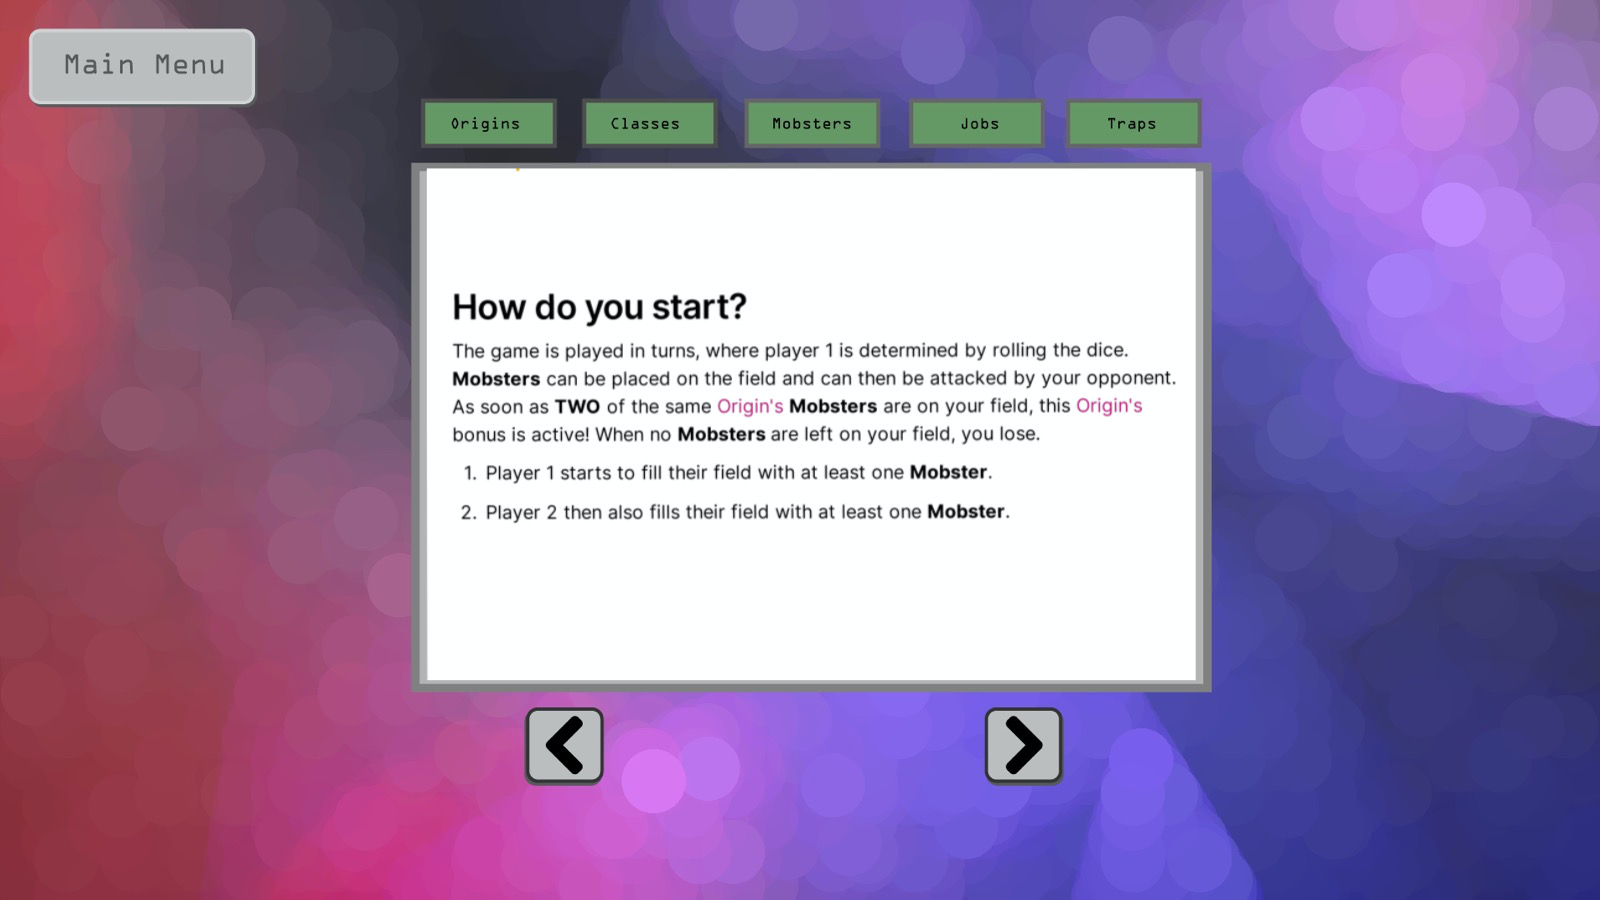 Main Menu
Origins
Classes
Mobsters
Jobs
Traps
How do you start?
The game is played in turns, where player 1 is determined by rolling the dice.
Mobsters can be placed on the field and can then be attacked by your opponent.
As soon as TWO of the same Origin's Mobsters are on your field, this Origin's
bonus is active! When no Mobsters are left on your field, you lose.
1. Player 1 starts to fill their field with at least one Mobster.
2. Player 2 then also fills their field with at least one Mobster.